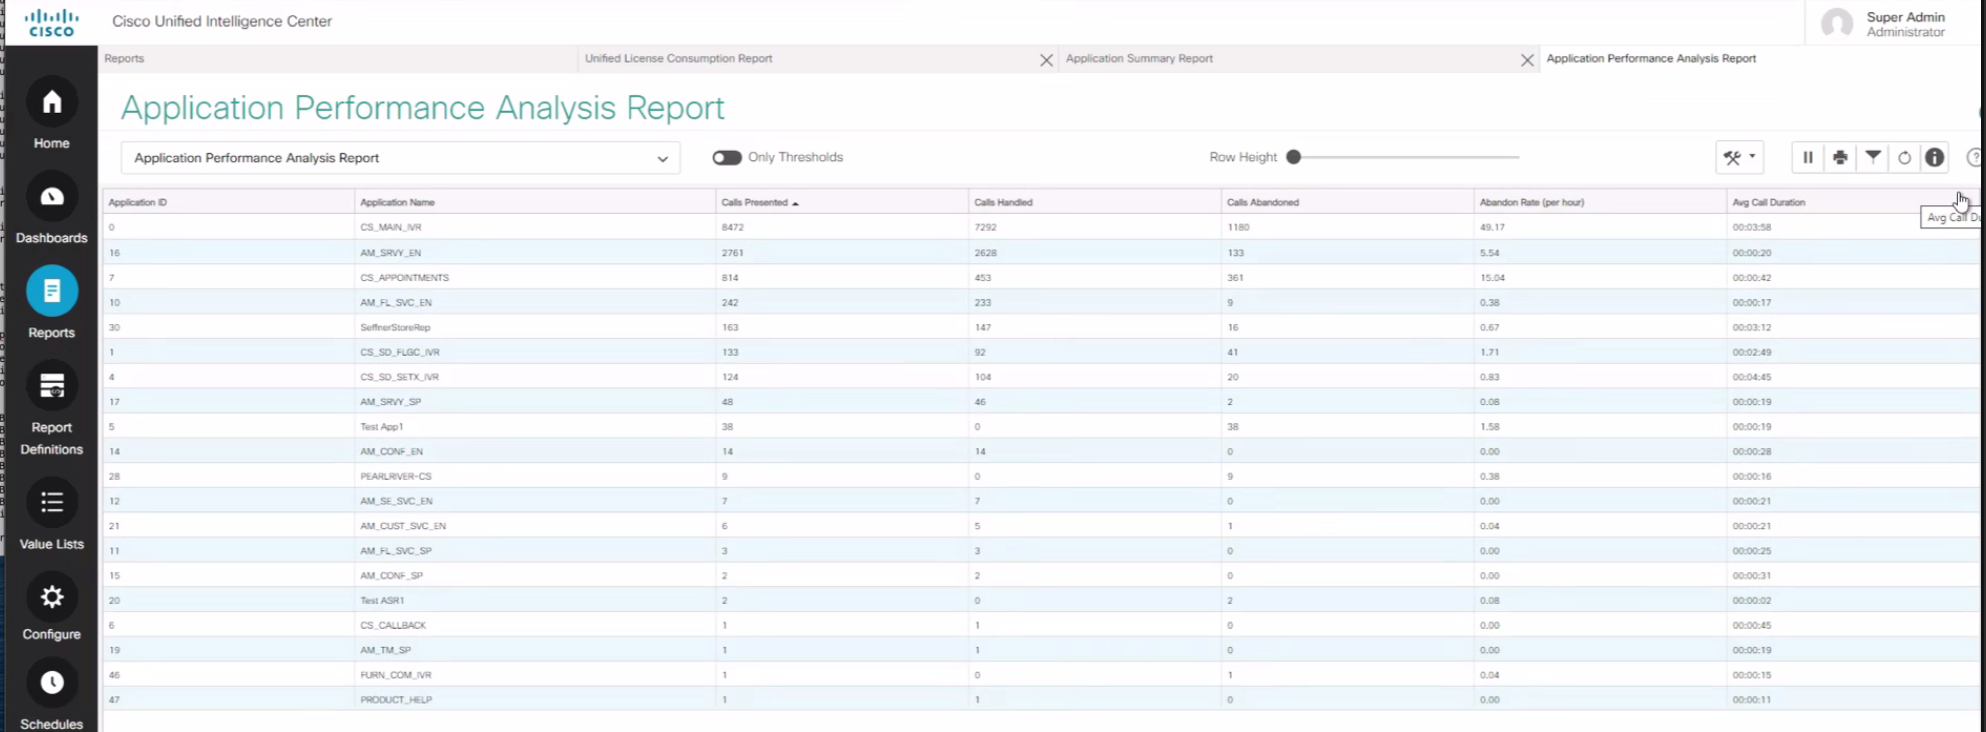 CISCO Cisco Unified Intelligence Center Super Admin
Administrator
Reports Unified License Consumption Report Application Summary Report Application Performance Analysis Report
Application Performance Analysis Report
Home
Dashboards
Reports
Report
Definitions
Value Lists
Configure
Schedules
Application Performance Analysis Report Only Thresholds Row Height
Application ID Application Name Calls Presented Calls Handled Calls Abandoned Abandon Rate (per hour) Avg Call Duration
Avg Call
0 CS_MAIN_IVR 8472 7292 1180 49.17 00:03:58
16 AM_SRVY_EN 2761 2628 133 5.54 00:00:20
7 CS_APPOINTMENTS 814 453 361 15.04 00:00:42
10 AM_FL_SVC_EN 242 233 9 0.38 00:00:17
30 SeffnerStoreRep 163 147 16 0.67 00:03:12
1 CS_SD_FLGC_IVR 133 92 41 1.71 00:02:49
4 CS_SD_SETX_IVR 124 104 20 0.83 00:04:45
17 AM_SRVY_SP 48 46 2 0.08 00:00:19
5 Test App1 38 0 38 1.58 00:00:19
14 AM_CONF_EN 14 14 0 0.00 00:00:28
28 PEARLRIVER-CS 9 0 9 0.38 00:00:16
12 AM_SE_SVC_EN 7 7 0 0.00 00:00:21
21 AM_CUST_SVC_EN 6 5 1 0.04 00:00:21
11 AM_FL_SVC_SP 3 3 0 0.00 00:00:25
15 AM_CONF_SP 2 2 0 0.00 00:00:31
20 Test ASR1 2 0 2 0.08 00:00:02
6 CS_CALLBACK 1 1 0 0.00 00:00:45
19 AM_TM_SP 1 1 0 0.00 00:00:19
46 FURN_COM_IVR 1 0 1 0.04 00:00:15
47 PRODUCT_HELP 1 1 0 0.00 00:00:11